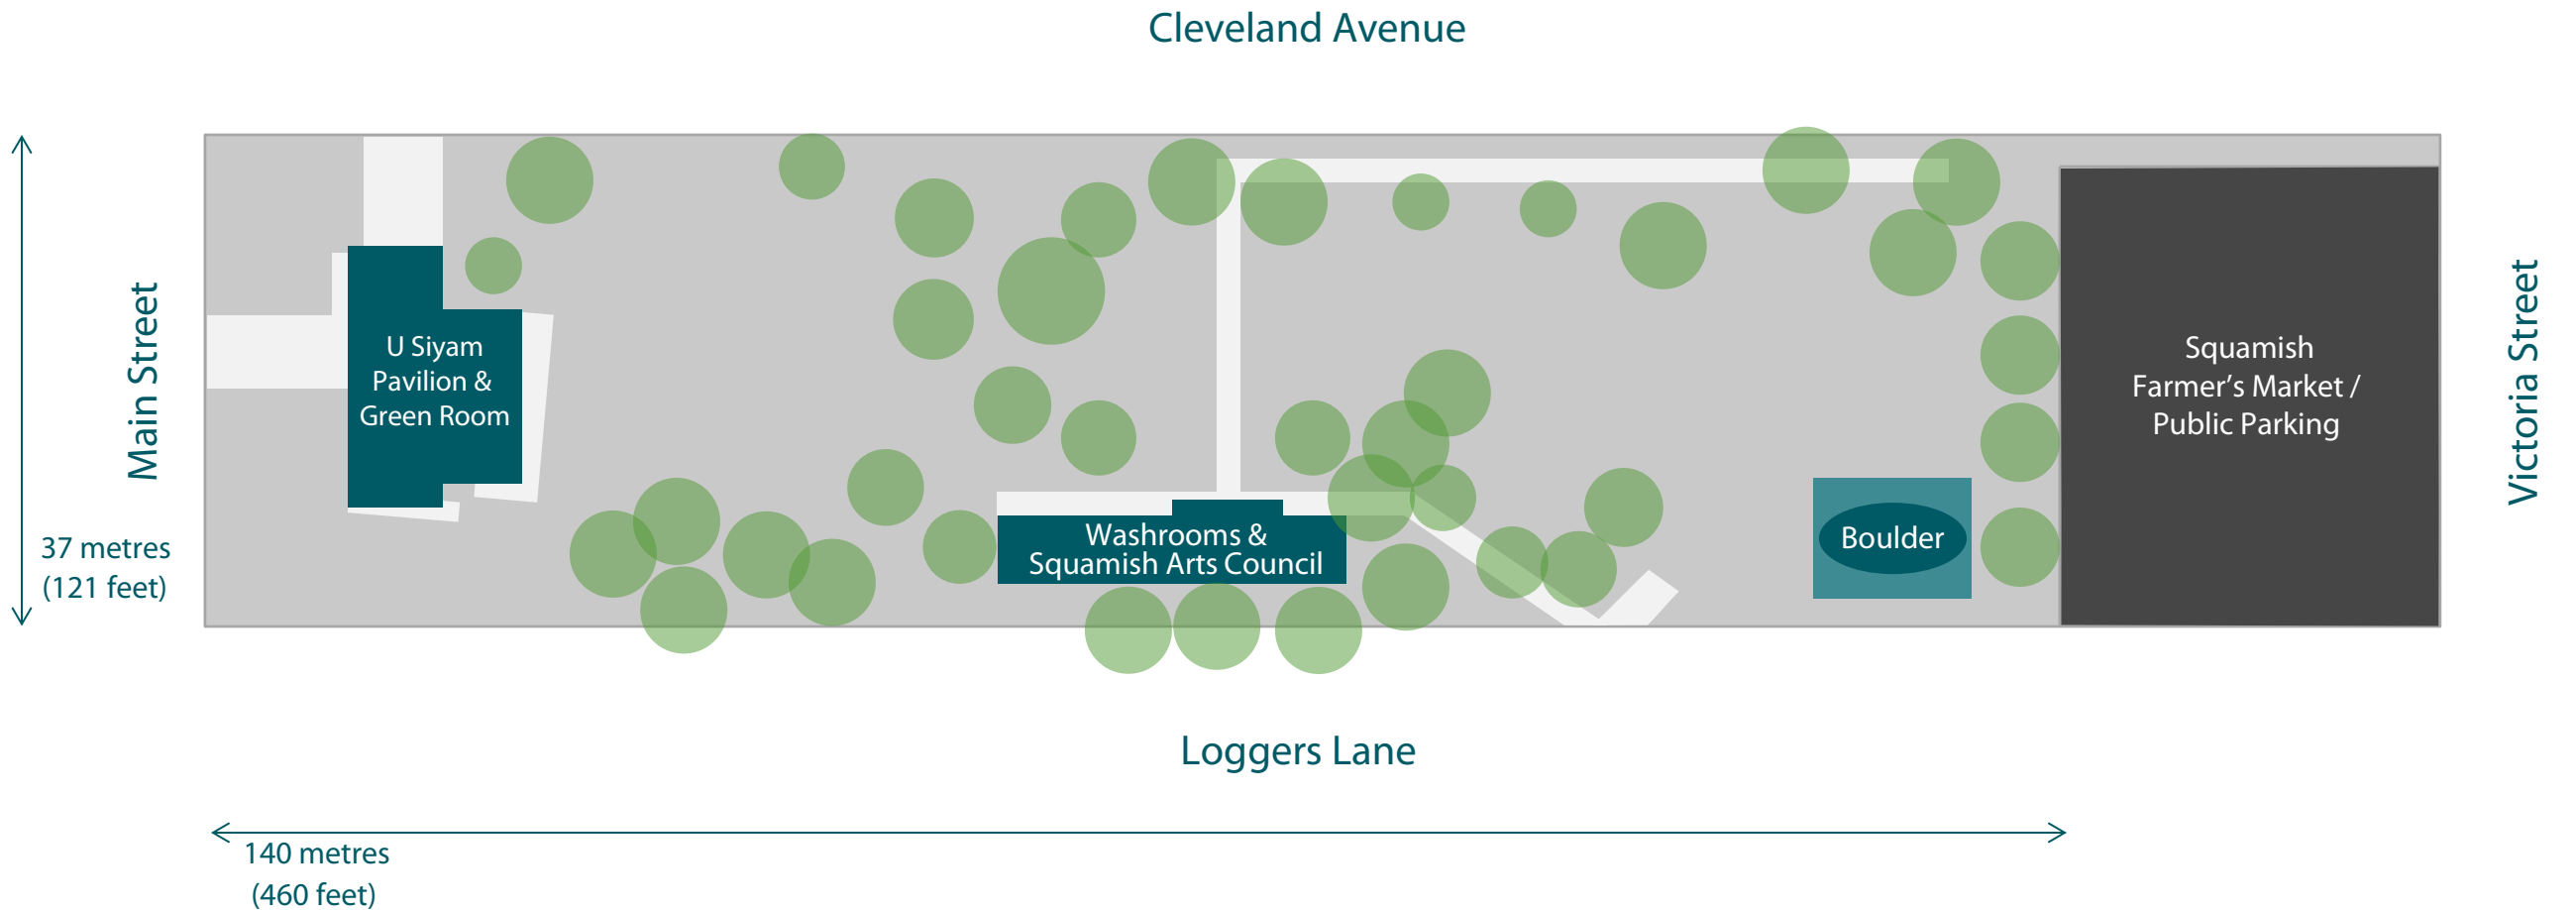 Cleveland Avenue
Main Street
37 metres
(121 feet)
U Siyam
Pavilion &
Green Room
Washrooms &
Squamish Arts Council
Boulder
Squamish
Farmer’s Market /
Public Parking
Victoria Street
Loggers Lane
140 metres
(460 feet)